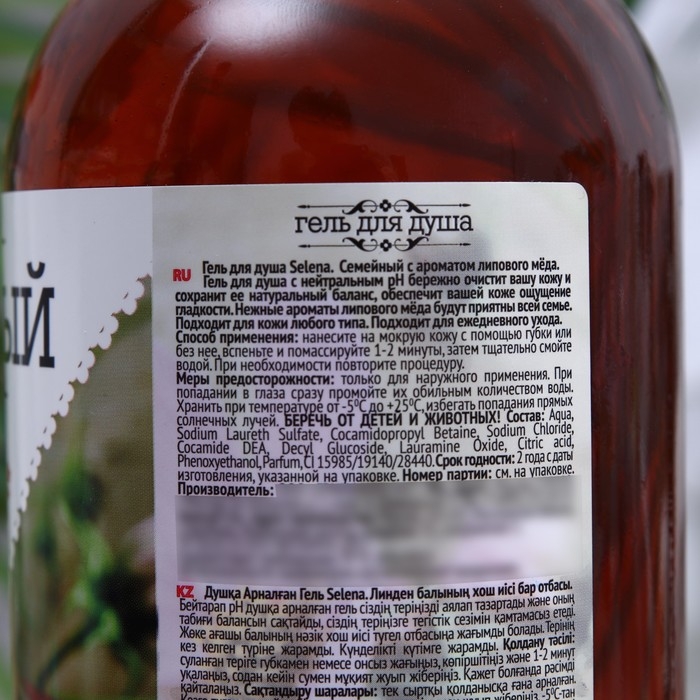 ый
гель для душа
RU Гель для душа Selena. Семейный с ароматом липового мёда.
Гель для душа с нейтральным pH бережно очистит вашу кожу и
сохранит ее натуральный баланс, обеспечит вашей коже ощущение
гладкости. Нежные ароматы липового мёда будут приятны всей семье.
Подходит для кожи любого типа. Подходит для ежедневного ухода.
Способ применения: нанесите на мокрую кожу с помощью губки или
без нее, вспеньте и помассируйте 1-2 минуты, затем тщательно смойте
водой. При необходимости повторите процедуру.
Меры предосторожности: только для наружного применения. При
попадании в глаза сразу промойте их обильным количеством воды.
Хранить при температуре от -5⁰С до +25⁰С, избегать попадания прямых
солнечных лучей. БЕРЕЧЬ ОТ ДЕТЕЙ И ЖИВОТНЫХ! Состав: Aqua,
Sodium Laureth Sulfate, Cocamidopropyl Betaine, Sodium Chloride,
Cocamide DEA, Decyl Glucoside, Lauramine Oxide, Citric acid,
Phenoxyethanol, Parfum, CI 15985/19140/28440. Срок годности: 2 года с даты
изготовления, указанной на упаковке. Номер партии: см. на упаковке.
Производитель:
KZ Душқа Арналған Гель Selena. Линден балының хош иісі бар отбасы.
Бейтарап pH душқа арналған гель сіздің теріңізді аялап тазартады және оның
табиғи балансын сақтайды, сіздің теріңізге тегістік сезімін қамтамасыз етеді.
Жөке ағашы балының нәзік хош иісі түгел отбасына жағымды болады. Терінің
кез келген түріне жарамды. Күнделікті күтімге жарамды. Қолдану тәсілі:
суланған теріге губкамен немесе онсыз жағыңыз, көпіршітіңіз және 1-2 минут
уқалаңыз, содан кейін сумен мұқият жуып жіберіңіз. Қажет болғанда рәсімді
қайталаңыз. Сақтандыру шаралары: тек сыртқы қолданысқа ғана арналған.
жіберіңіз. -5⁰С-тан